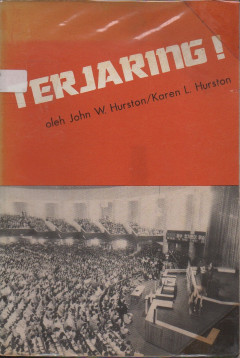 TERJARING!
oleh John W. Hurston/Karen L. Hurston